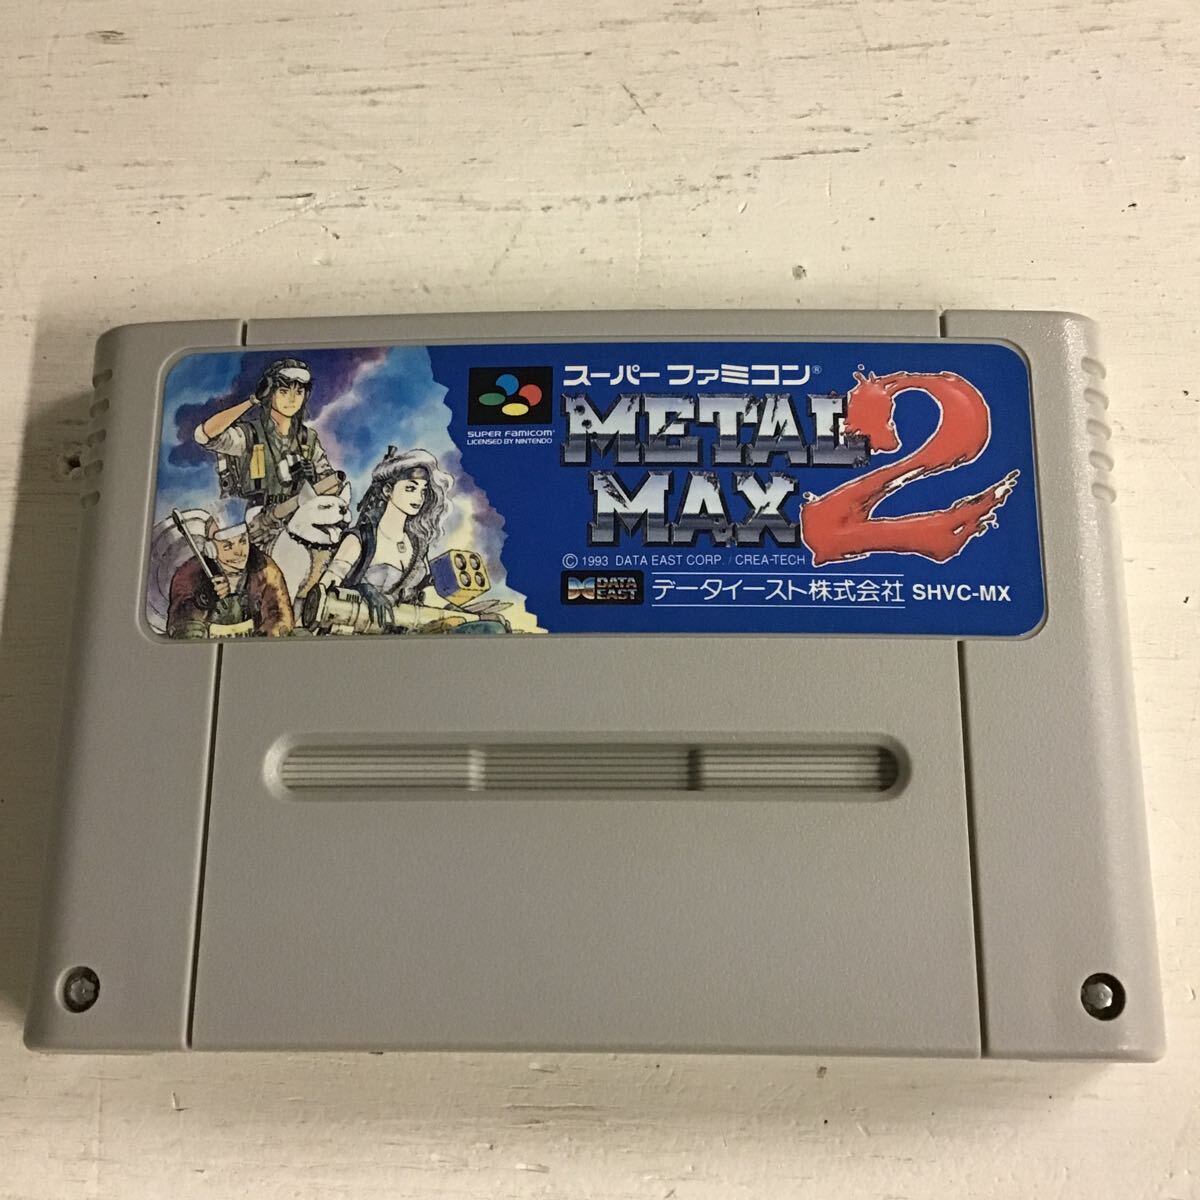 スーパーファミコン®
SUPER FAMICOM
LICENSED BY NINTENDO
METAL
MAX
2
© 1993 DATA EAST CORP. / CREA-TECH
DATA
EAST
データイースト株式会社 SHVC-MX